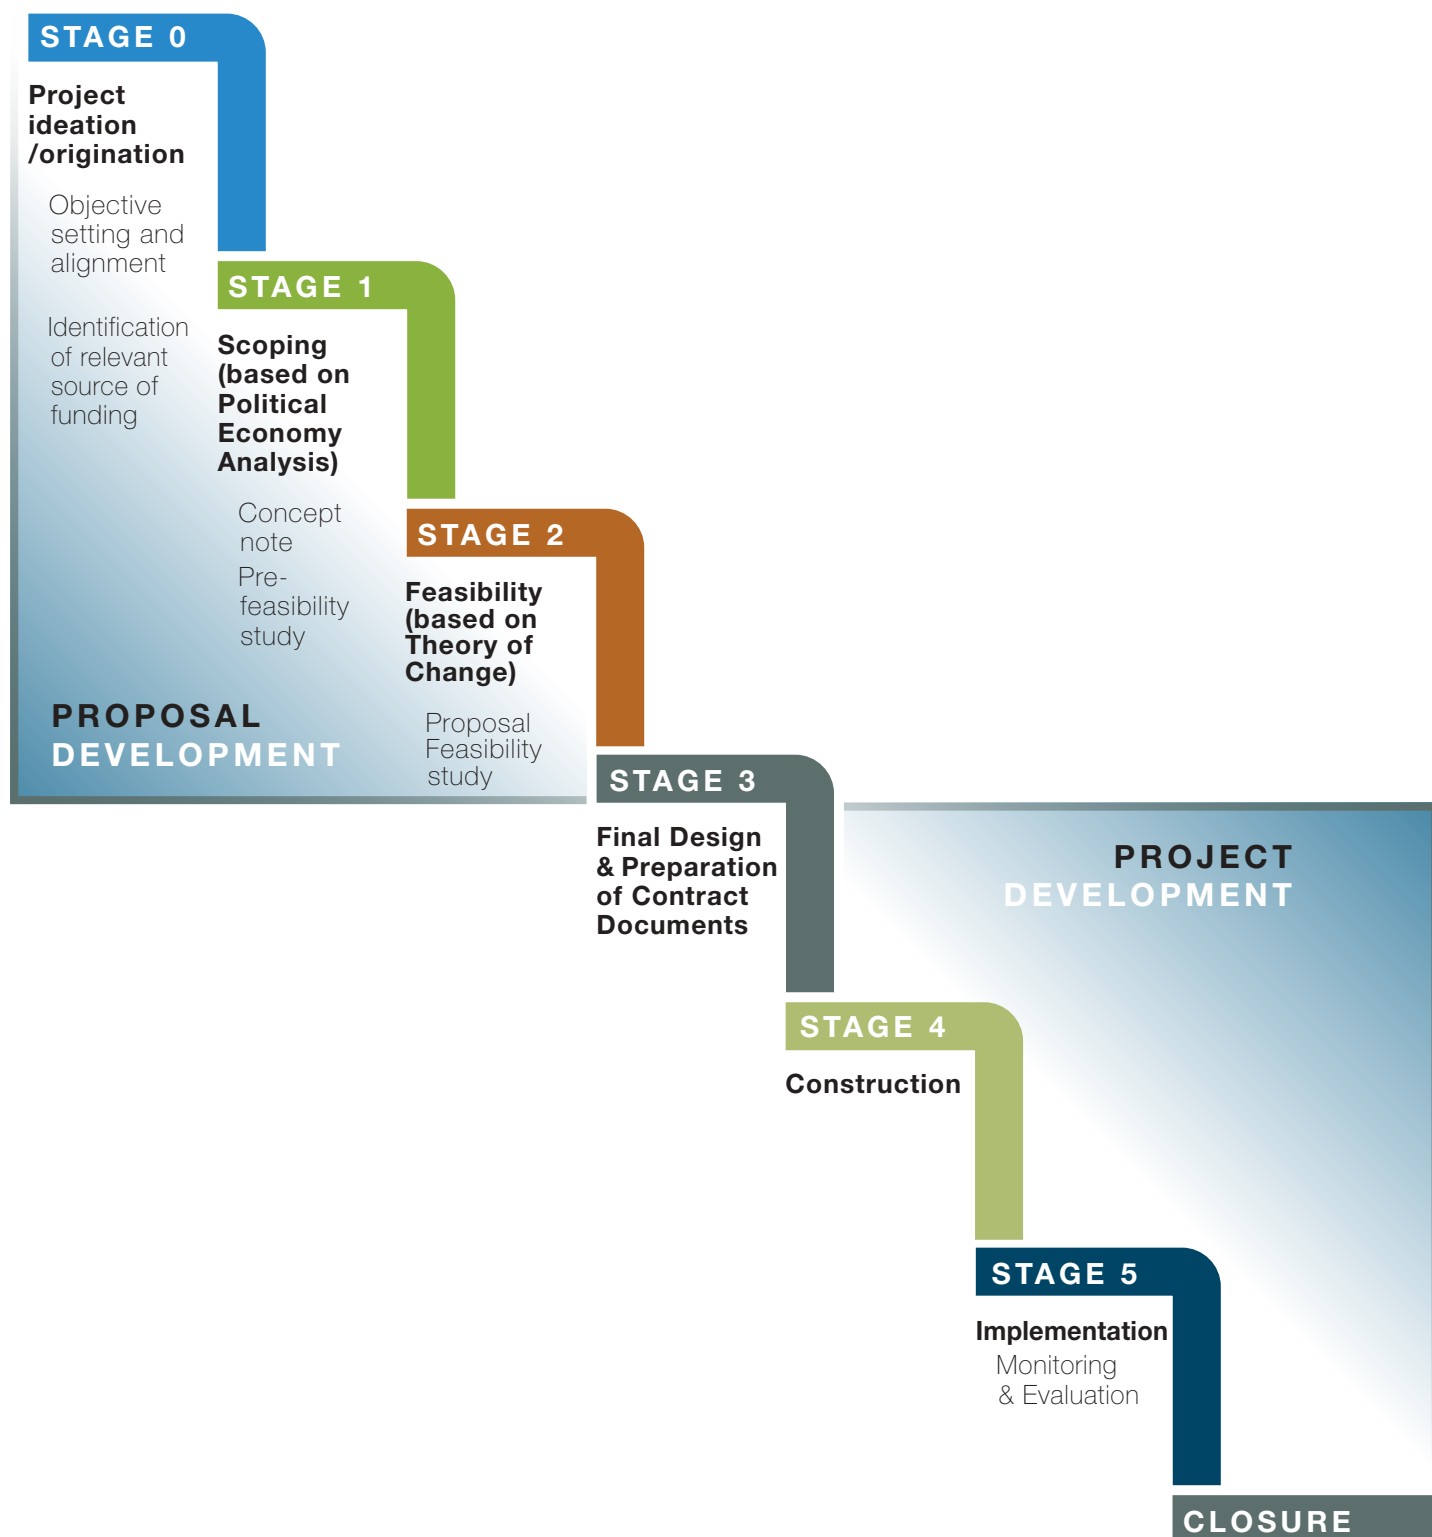 STAGE 0
Project
ideation
/origination
Objective
setting and
alignment
Identification
of relevant
source of
funding
STAGE 1
Scoping
(based on
Political
Economy
Analysis)
Concept
note
Pre-
feasibility
study
STAGE 2
Feasibility
(based on
Theory of
Change)
Proposal
Feasibility
study
PROPOSAL
DEVELOPMENT
STAGE 3
Final Design
& Preparation
of Contract
Documents
PROJECT
DEVELOPMENT
STAGE 4
Construction
STAGE 5
Implementation
Monitoring
& Evaluation
CLOSURE